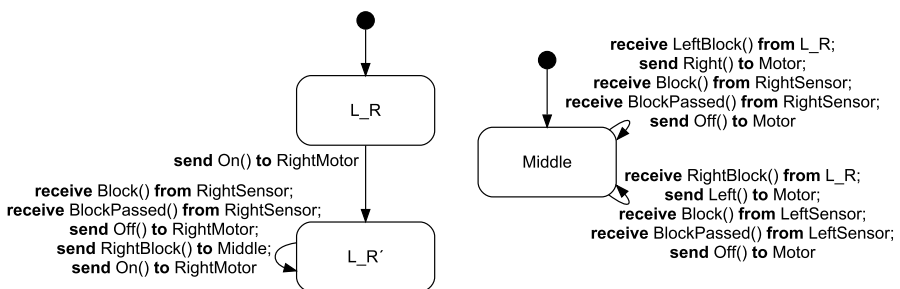 L_R
send On() to RightMotor
receive Block() from RightSensor;
receive BlockPassed() from RightSensor;
send Off() to RightMotor;
send RightBlock() to Middle;
send On() to RightMotor
L_R´
receive LeftBlock() from L_R;
send Right() to Motor;
receive Block() from RightSensor;
receive BlockPassed() from RightSensor;
send Off() to Motor
Middle
receive RightBlock() from L_R;
send Left() to Motor;
receive Block() from LeftSensor;
receive BlockPassed() from LeftSensor;
send Off() to Motor